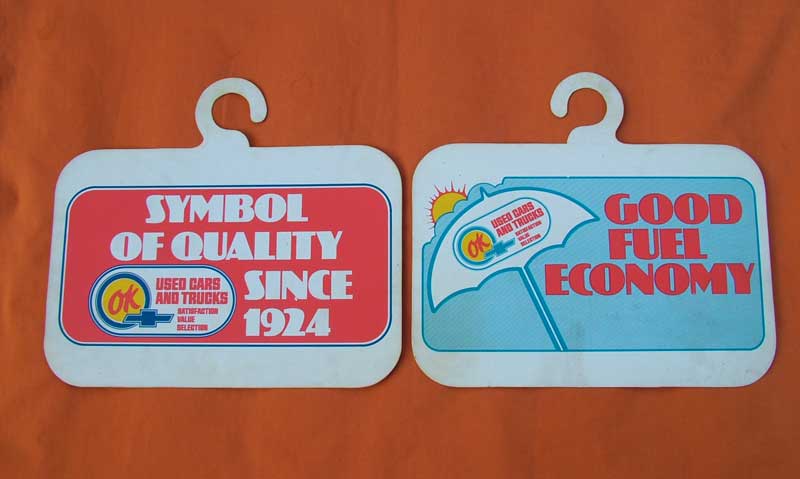 SYMBOL
OF QUALITY
SINCE
1924
OK
USED CARS
AND TRUCKS
SATISFACTION
VALUE
SELECTION
GOOD
FUEL
ECONOMY
OK
USED CARS
AND TRUCKS
SATISFACTION
VALUE
SELECTION